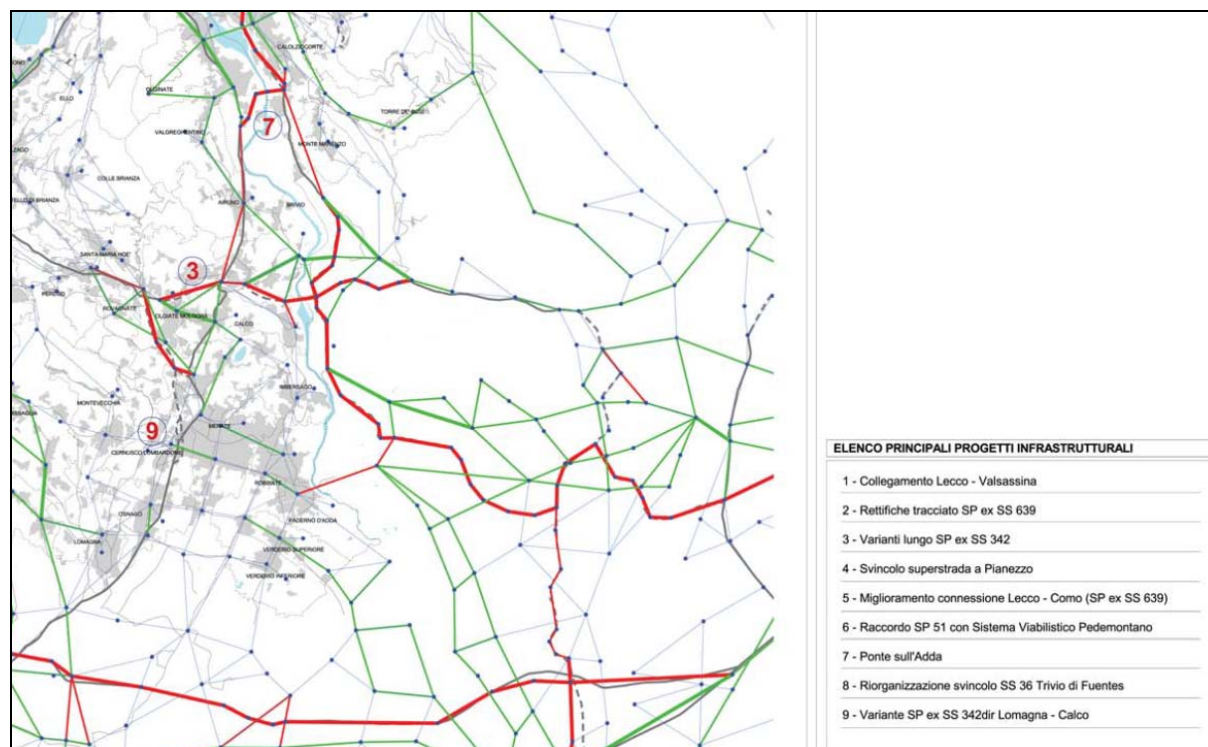 CALOLZIOCORTE
ELLO
OLGINATE
TORRE DE' BUSI
7
VALGREGHENTINO
MONTE MARENZO
COLLE BRIANZA
AIRUNO
BRIVIO
SANTA MARIA HOE'
3
PEREGO
ROVAGNATE
OLGIATE MOLGORA
CALCO
IMBERSAGO
MONTEVECCHIA
9
MERATE
CERNUSCO LOMBARDONE
ROBBIATE
OSNAGO
PADERNO D'ADDA
LOMAGNA
VERDERIO SUPERIORE
VERDERIO INFERIORE
ELENCO PRINCIPALI PROGETTI INFRASTRUTTURALI
1 - Collegamento Lecco - Valsassina
2 - Rettifiche tracciato SP ex SS 639
3 - Varianti lungo SP ex SS 342
4 - Svincolo superstrada a Pianezzo
5 - Miglioramento connessione Lecco - Como (SP ex SS 639)
6 - Raccordo SP 51 con Sistema Viabilistico Pedemontano
7 - Ponte sull'Adda
8 - Riorganizzazione svincolo SS 36 Trivio di Fuentes
9 - Variante SP ex SS 342dir Lomagna - Calco